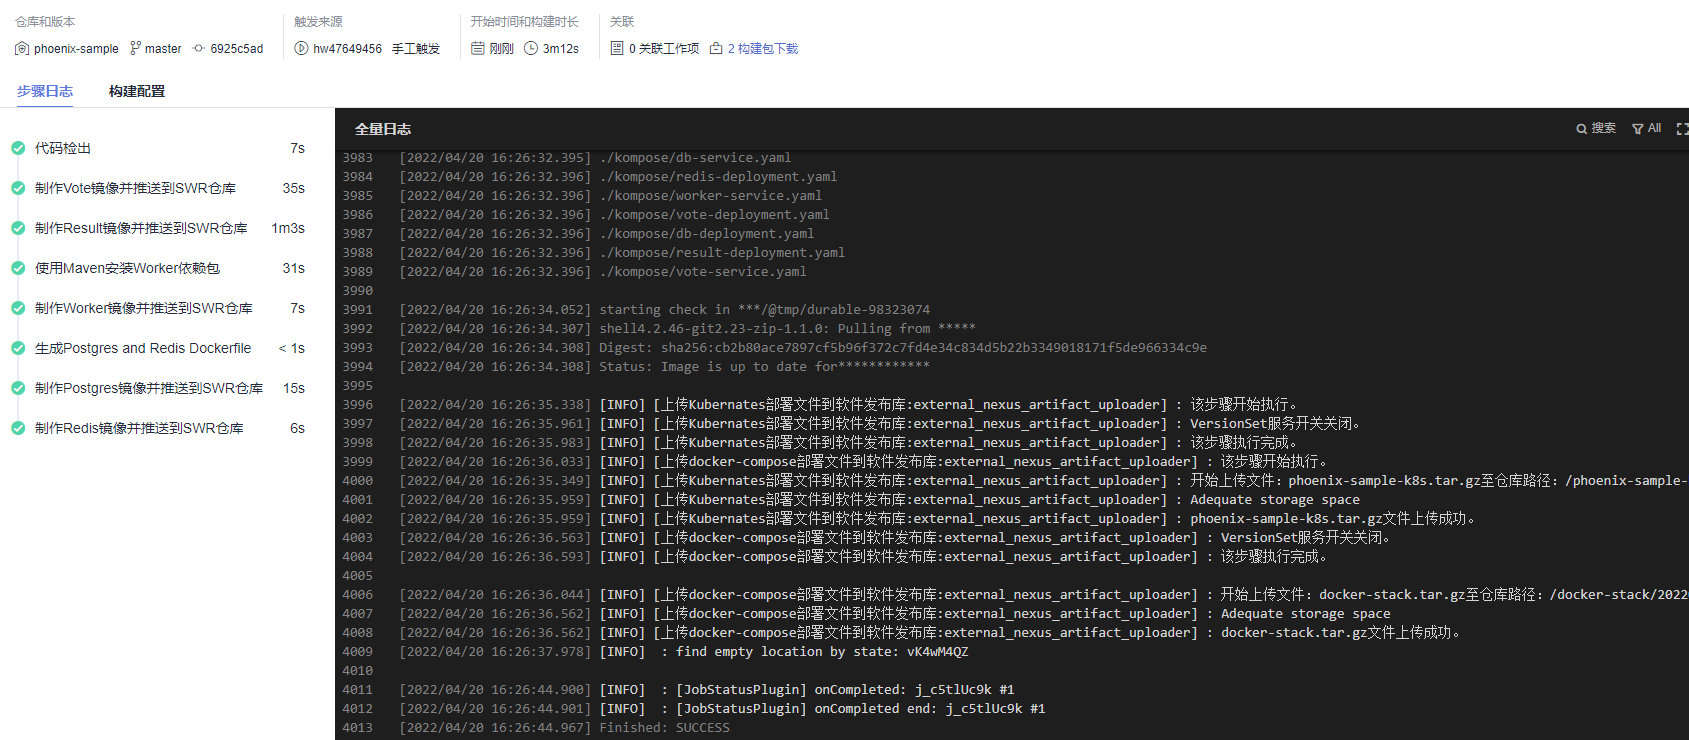 仓库和版本
phoenix-sample master 6925c5ad
触发来源
hw47649456 手工触发
开始时间和构建时长
刚刚 3m12s
关联
0 关联工作项 2 构建包下载
步骤日志 构建配置
代码检出 7s
制作Vote镜像并推送到SWR仓库 35s
制作Result镜像并推送到SWR仓库 1m3s
使用Maven安装Worker依赖包 31s
制作Worker镜像并推送到SWR仓库 7s
生成Postgres and Redis Dockerfile < 1s
制作Postgres镜像并推送到SWR仓库 15s
制作Redis镜像并推送到SWR仓库 6s
全量日志 搜索 All
3983 [2022/04/20 16:26:32.395] ./kompose/db-service.yaml
3984 [2022/04/20 16:26:32.396] ./kompose/redis-deployment.yaml
3985 [2022/04/20 16:26:32.396] ./kompose/worker-service.yaml
3986 [2022/04/20 16:26:32.396] ./kompose/vote-deployment.yaml
3987 [2022/04/20 16:26:32.396] ./kompose/db-deployment.yaml
3988 [2022/04/20 16:26:32.396] ./kompose/result-deployment.yaml
3989 [2022/04/20 16:26:32.396] ./kompose/vote-service.yaml
3990
3991 [2022/04/20 16:26:34.052] starting check in ***/@tmp/durable-98323074
3992 [2022/04/20 16:26:34.307] shell4.2.46-git2.23-zip-1.1.0: Pulling from *****
3993 [2022/04/20 16:26:34.308] Digest: sha256:cb2b80ace7897cf5b96f372c7fd4e34c834d5b22b3349018171f5de966334c9e
3994 [2022/04/20 16:26:34.308] Status: Image is up to date for************
3995
3996 [2022/04/20 16:26:35.338] [INFO] [上传Kubernates部署文件到软件发布库:external_nexus_artifact_uploader] : 该步骤开始执行。
3997 [2022/04/20 16:26:35.961] [INFO] [上传Kubernates部署文件到软件发布库:external_nexus_artifact_uploader] : VersionSet服务开关关闭。
3998 [2022/04/20 16:26:35.983] [INFO] [上传Kubernates部署文件到软件发布库:external_nexus_artifact_uploader] : 该步骤执行完成。
3999 [2022/04/20 16:26:36.033] [INFO] [上传docker-compose部署文件到软件发布库:external_nexus_artifact_uploader] : 该步骤开始执行。
4000 [2022/04/20 16:26:35.349] [INFO] [上传Kubernates部署文件到软件发布库:external_nexus_artifact_uploader] : 开始上传文件: phoenix-sample-k8s.tar.gz至仓库路径: /phoenix-sample-
4001 [2022/04/20 16:26:35.959] [INFO] [上传Kubernates部署文件到软件发布库:external_nexus_artifact_uploader] : Adequate storage space
4002 [2022/04/20 16:26:35.959] [INFO] [上传Kubernates部署文件到软件发布库:external_nexus_artifact_uploader] : phoenix-sample-k8s.tar.gz文件上传成功。
4003 [2022/04/20 16:26:36.563] [INFO] [上传docker-compose部署文件到软件发布库:external_nexus_artifact_uploader] : VersionSet服务开关关闭。
4004 [2022/04/20 16:26:36.593] [INFO] [上传docker-compose部署文件到软件发布库:external_nexus_artifact_uploader] : 该步骤执行完成。
4005
4006 [2022/04/20 16:26:36.044] [INFO] [上传docker-compose部署文件到软件发布库:external_nexus_artifact_uploader] : 开始上传文件: docker-stack.tar.gz至仓库路径: /docker-stack/2022
4007 [2022/04/20 16:26:36.562] [INFO] [上传docker-compose部署文件到软件发布库:external_nexus_artifact_uploader] : Adequate storage space
4008 [2022/04/20 16:26:36.562] [INFO] [上传docker-compose部署文件到软件发布库:external_nexus_artifact_uploader] : docker-stack.tar.gz文件上传成功。
4009 [2022/04/20 16:26:37.978] [INFO] : find empty location by state: vK4wM4QZ
4010
4011 [2022/04/20 16:26:44.900] [INFO] : [JobStatusPlugin] onCompleted: j_c5tlUc9k #1
4012 [2022/04/20 16:26:44.901] [INFO] : [JobStatusPlugin] onCompleted end: j_c5tlUc9k #1
4013 [2022/04/20 16:26:44.967] Finished: SUCCESS